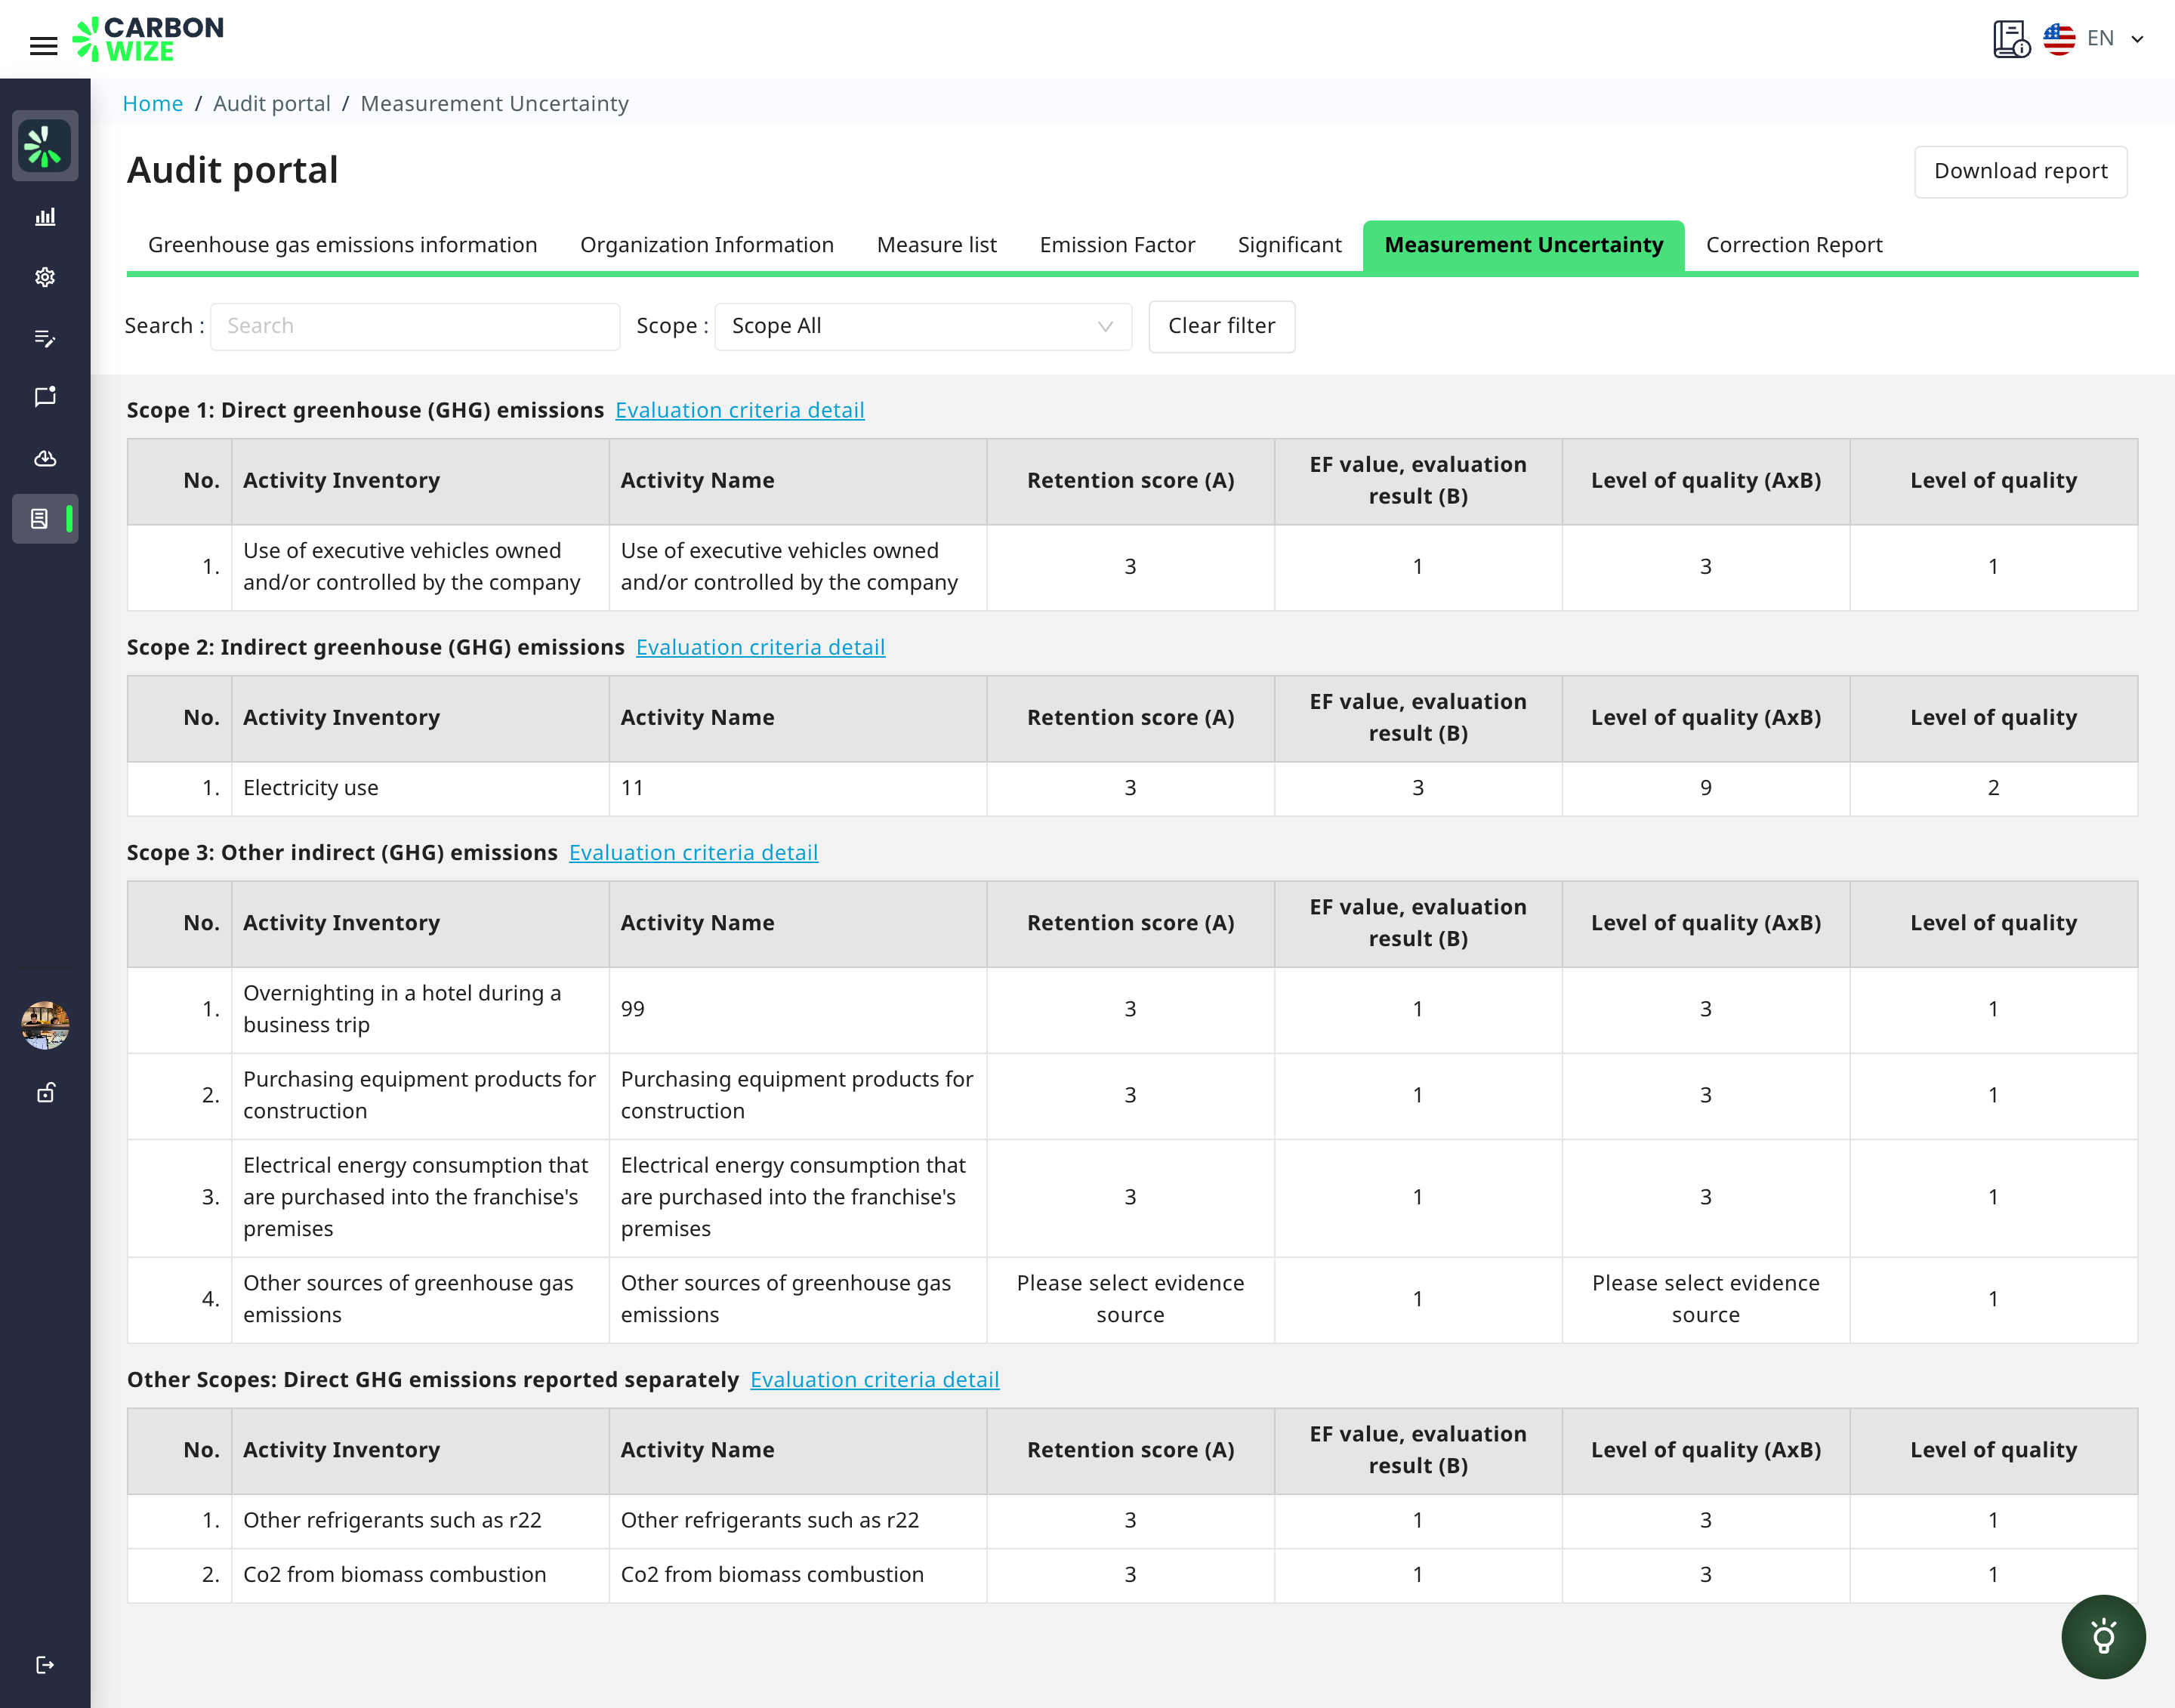 CARBON
WIZE
EN
Home / Audit portal / Measurement Uncertainty
Audit portal
Download report
Greenhouse gas emissions information Organization Information Measure list Emission Factor Significant Measurement Uncertainty Correction Report
Search : Search Scope : Scope All Clear filter
Scope 1: Direct greenhouse (GHG) emissions Evaluation criteria detail
No. Activity Inventory Activity Name Retention score (A) EF value, evaluation result (B) Level of quality (AxB) Level of quality
1. Use of executive vehicles owned and/or controlled by the company Use of executive vehicles owned and/or controlled by the company 3 1 3 1
Scope 2: Indirect greenhouse (GHG) emissions Evaluation criteria detail
No. Activity Inventory Activity Name Retention score (A) EF value, evaluation result (B) Level of quality (AxB) Level of quality
1. Electricity use 11 3 3 9 2
Scope 3: Other indirect (GHG) emissions Evaluation criteria detail
No. Activity Inventory Activity Name Retention score (A) EF value, evaluation result (B) Level of quality (AxB) Level of quality
1. Overnighting in a hotel during a business trip 99 3 1 3 1
2. Purchasing equipment products for construction Purchasing equipment products for construction 3 1 3 1
3. Electrical energy consumption that are purchased into the franchise's premises Electrical energy consumption that are purchased into the franchise's premises 3 1 3 1
4. Other sources of greenhouse gas emissions Other sources of greenhouse gas emissions Please select evidence source 1 Please select evidence source 1
Other Scopes: Direct GHG emissions reported separately Evaluation criteria detail
No. Activity Inventory Activity Name Retention score (A) EF value, evaluation result (B) Level of quality (AxB) Level of quality
1. Other refrigerants such as r22 Other refrigerants such as r22 3 1 3 1
2. Co2 from biomass combustion Co2 from biomass combustion 3 1 3 1